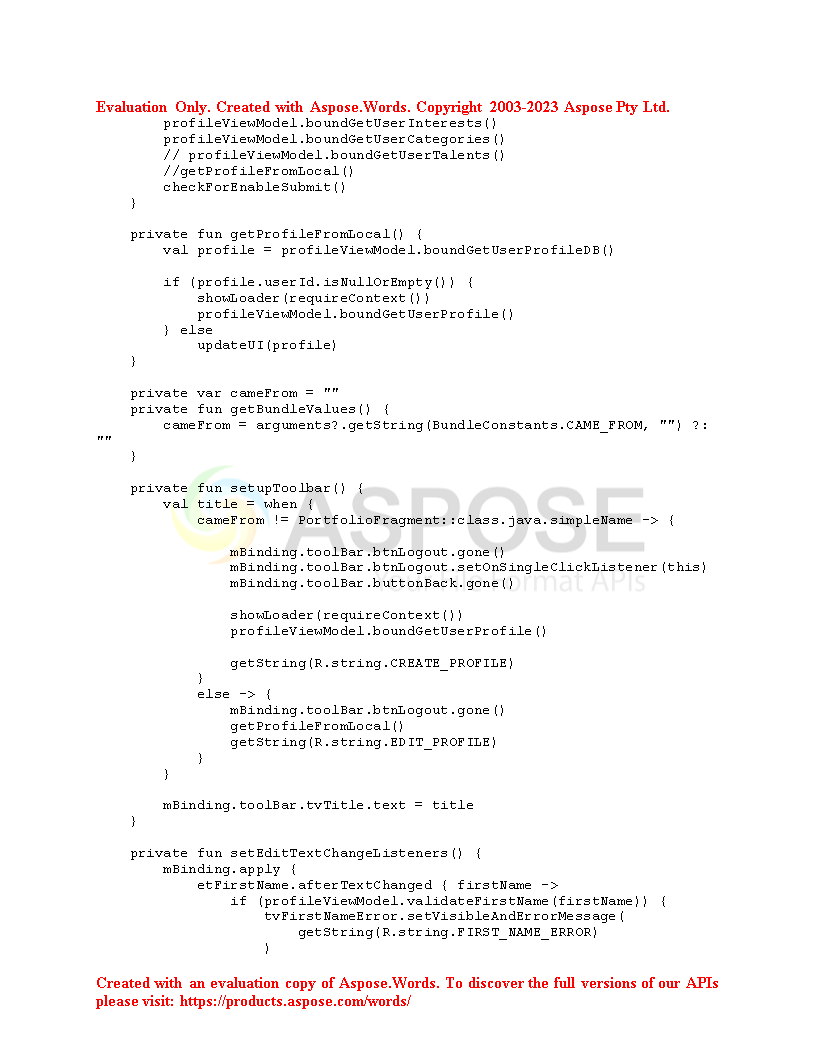 Evaluation Only. Created with Aspose.Words. Copyright 2003-2023 Aspose Pty Ltd.
        profileViewModel.boundGetUserInterests()
        profileViewModel.boundGetUserCategories()
        // profileViewModel.boundGetUserTalents()
        //getProfileFromLocal()
        checkForEnableSubmit()
    }

    private fun getProfileFromLocal() {
        val profile = profileViewModel.boundGetUserProfileDB()

        if (profile.userId.isNullOrEmpty()) {
            showLoader(requireContext())
            profileViewModel.boundGetUserProfile()
        } else
            updateUI(profile)
    }

    private var cameFrom = ""
    private fun getBundleValues() {
        cameFrom = arguments?.getString(BundleConstants.CAME_FROM, "") ?:
""
    }

    private fun setupToolbar() {
        val title = when {
            cameFrom != PortfolioFragment::class.java.simpleName -> {

                mBinding.toolBar.btnLogout.gone()
                mBinding.toolBar.btnLogout.setOnSingleClickListener(this)
                mBinding.toolBar.buttonBack.gone()

                showLoader(requireContext())
                profileViewModel.boundGetUserProfile()

                getString(R.string.CREATE_PROFILE)
            }
            else -> {
                mBinding.toolBar.btnLogout.gone()
                getProfileFromLocal()
                getString(R.string.EDIT_PROFILE)
            }
        }

        mBinding.toolBar.tvTitle.text = title
    }

    private fun setEditTextChangeListeners() {
        mBinding.apply {
            etFirstName.afterTextChanged { firstName ->
                if (profileViewModel.validateFirstName(firstName)) {
                    tvFirstNameError.setVisibleAndErrorMessage(
                        getString(R.string.FIRST_NAME_ERROR)
                    )
ASPOSE
Format APIs
Created with an evaluation copy of Aspose.Words. To discover the full versions of our APIs
please visit: https://products.aspose.com/words/